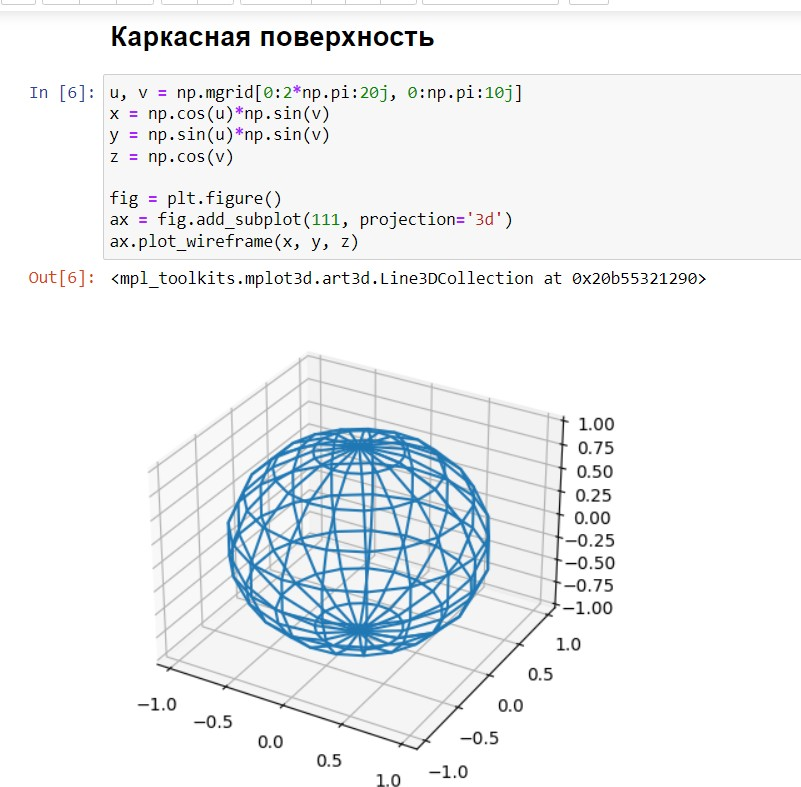 Каркасная поверхность
In [6]: u, v = np.mgrid[0:2*np.pi:20j, 0:np.pi:10j]
x = np.cos(u)*np.sin(v)
y = np.sin(u)*np.sin(v)
z = np.cos(v)
fig = plt.figure()
ax = fig.add_subplot(111, projection='3d')
ax.plot_wireframe(x, y, z)
Out[6]: <mpl_toolkits.mplot3d.art3d.Line3DCollection at 0x20b55321290>
1.00
0.75
0.50
0.25
0.00
−0.25
−0.50
−0.75
−1.00
1.0
0.5
0.0
−0.5
−1.0
−1.0
−0.5
0.0
0.5
1.0